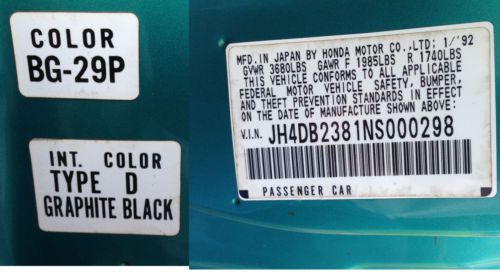 COLOR
BG-29P
INT. COLOR
TYPE D
GRAPHITE BLACK
MFD. IN JAPAN BY HONDA MOTOR CO.,LTD: 1/'92
GVWR 3680LBS GAWR F 1985LBS R 1740LBS
THIS VEHICLE CONFORMS TO ALL APPLICABLE
FEDERAL MOTOR VEHICLE SAFETY, BUMPER,
AND THEFT PREVENTION STANDARDS IN EFFECT
ON THE DATE OF MANUFACTURE SHOWN ABOVE.
V.I.N. JH4DB2381NS000298
PASSENGER CAR